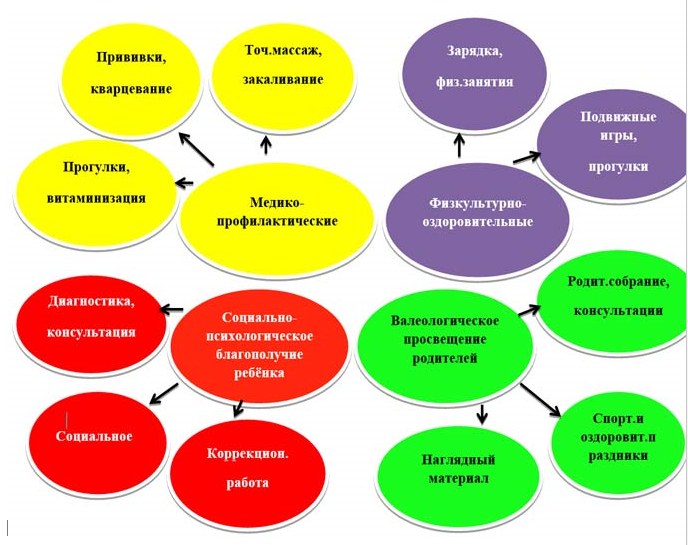 Прививки,
кварцевание
Точ.массаж,
закаливание
Зарядка,
физ.занятия
Подвижные
игры,
прогулки
Прогулки,
витаминизация
Медико-
профилактические
Физкультурно-
оздоровительные
Диагностика,
консультация
Социально-
психологическое
благополучие
ребёнка
Валеологическое
просвещение
родителей
Родит.собрание,
консультации
Социальное
Коррекцион.
работа
Наглядный
материал
Спорт.и
оздоровит.п
раздники